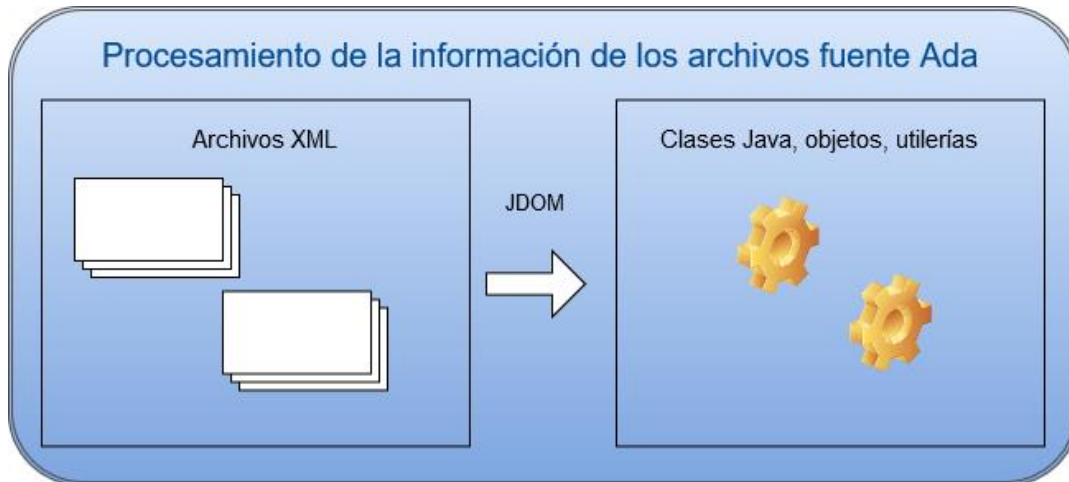 Procesamiento de la información de los archivos fuente Ada
Archivos XML
JDOM
Clases Java, objetos, utilerías